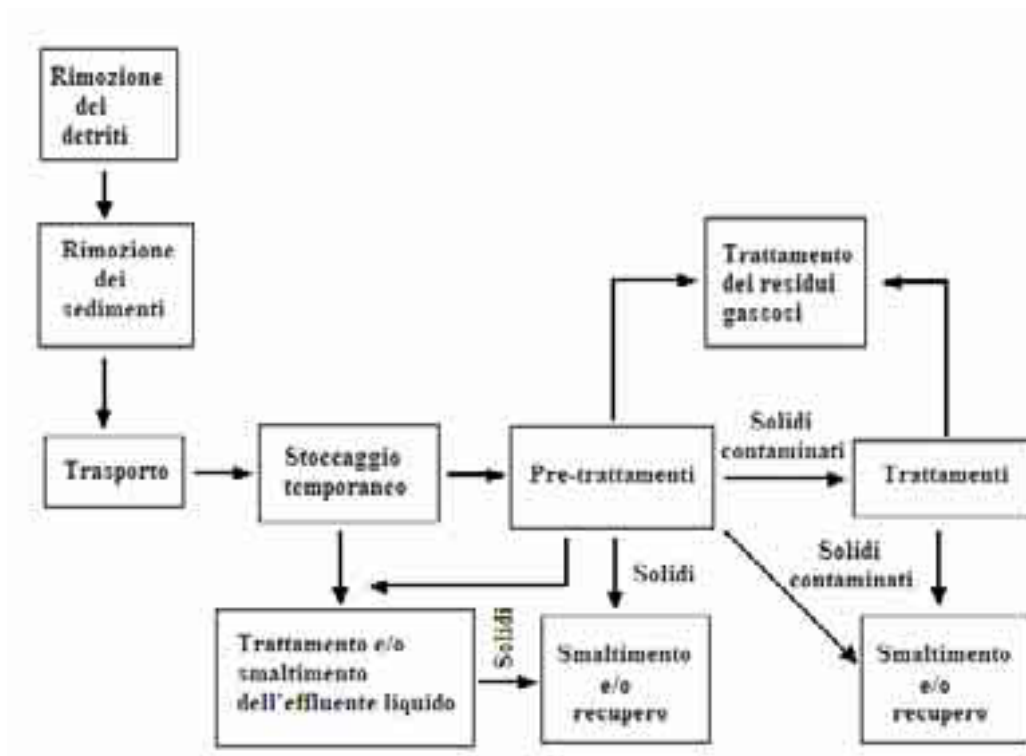 Rimozione
dei
detriti
Rimozione
dei
sedimenti
Trattamento
dei residui
gassosi
Trasporto
Stoccaggio
temporaneo
Pre-trattamenti
Solidi
contaminati
Trattamenti
Solidi
Solidi
contaminati
Trattamento e/o
smaltimento
dell'effluente liquido
Solidi
Smaltimento
e/o
recupero
Smaltimento
e/o
recupero